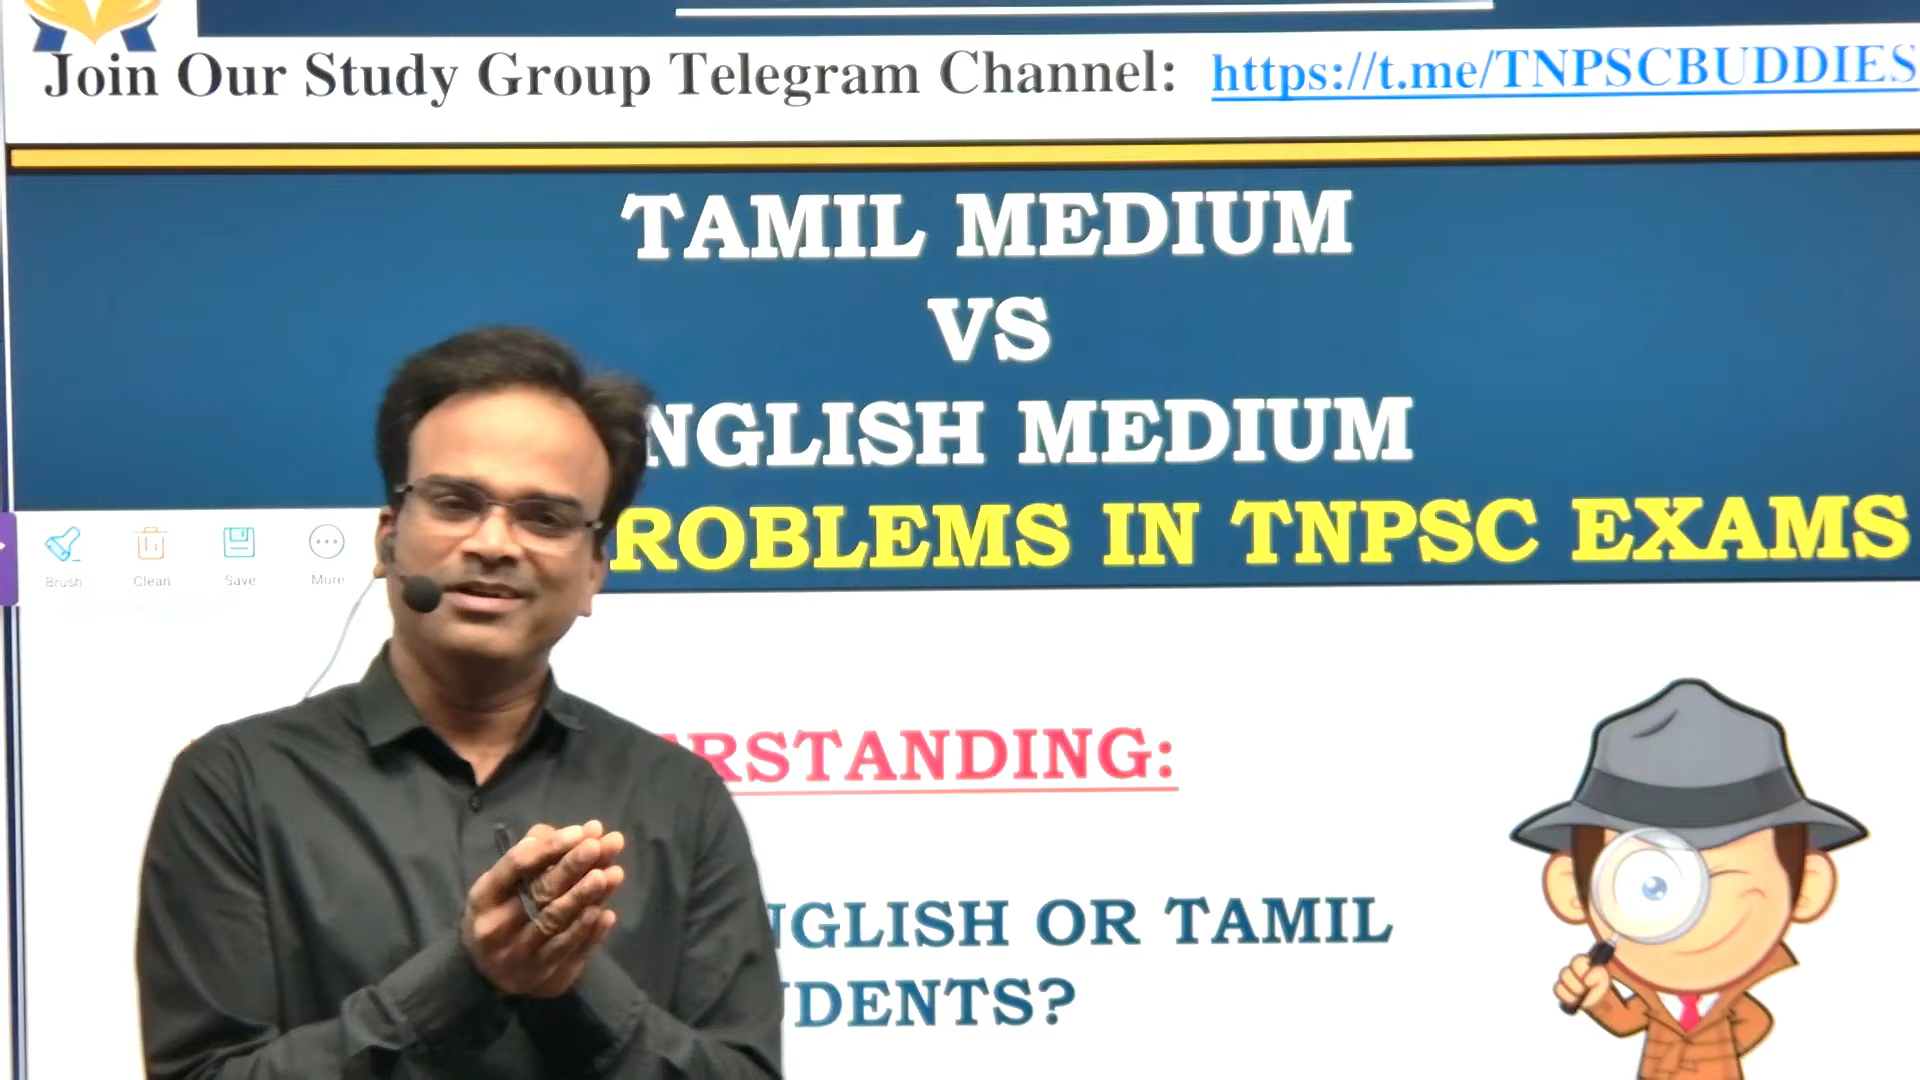 Join Our Study Group Telegram Channel: https://t.me/TNPSCBUDDIES
TAMIL MEDIUM
VS
NGLISH MEDIUM
ROBLEMS IN TNPSC EXAMS
Brush Clean Save More
RSTANDING:
NGLISH OR TAMIL
DENTS?